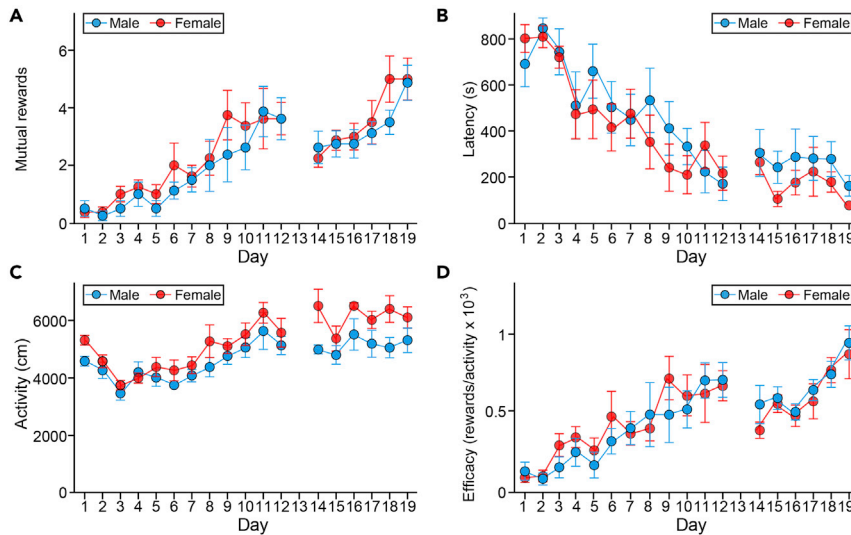 A
Male Female
Mutual rewards
6
4
2
0
1 2 3 4 5 6 7 8 9 10 11 12 13 14 15 16 17 18 19
Day
B
Male Female
Latency (s)
800
600
400
200
0
1 2 3 4 5 6 7 8 9 10 11 12 13 14 15 16 17 18 19
Day
C
Male Female
Activity (cm)
6000
4000
2000
0
1 2 3 4 5 6 7 8 9 10 11 12 13 14 15 16 17 18 19
Day
D
Male Female
Efficacy (rewards/activity x 10³)
1
0.5
0
1 2 3 4 5 6 7 8 9 10 11 12 13 14 15 16 17 18 19
Day